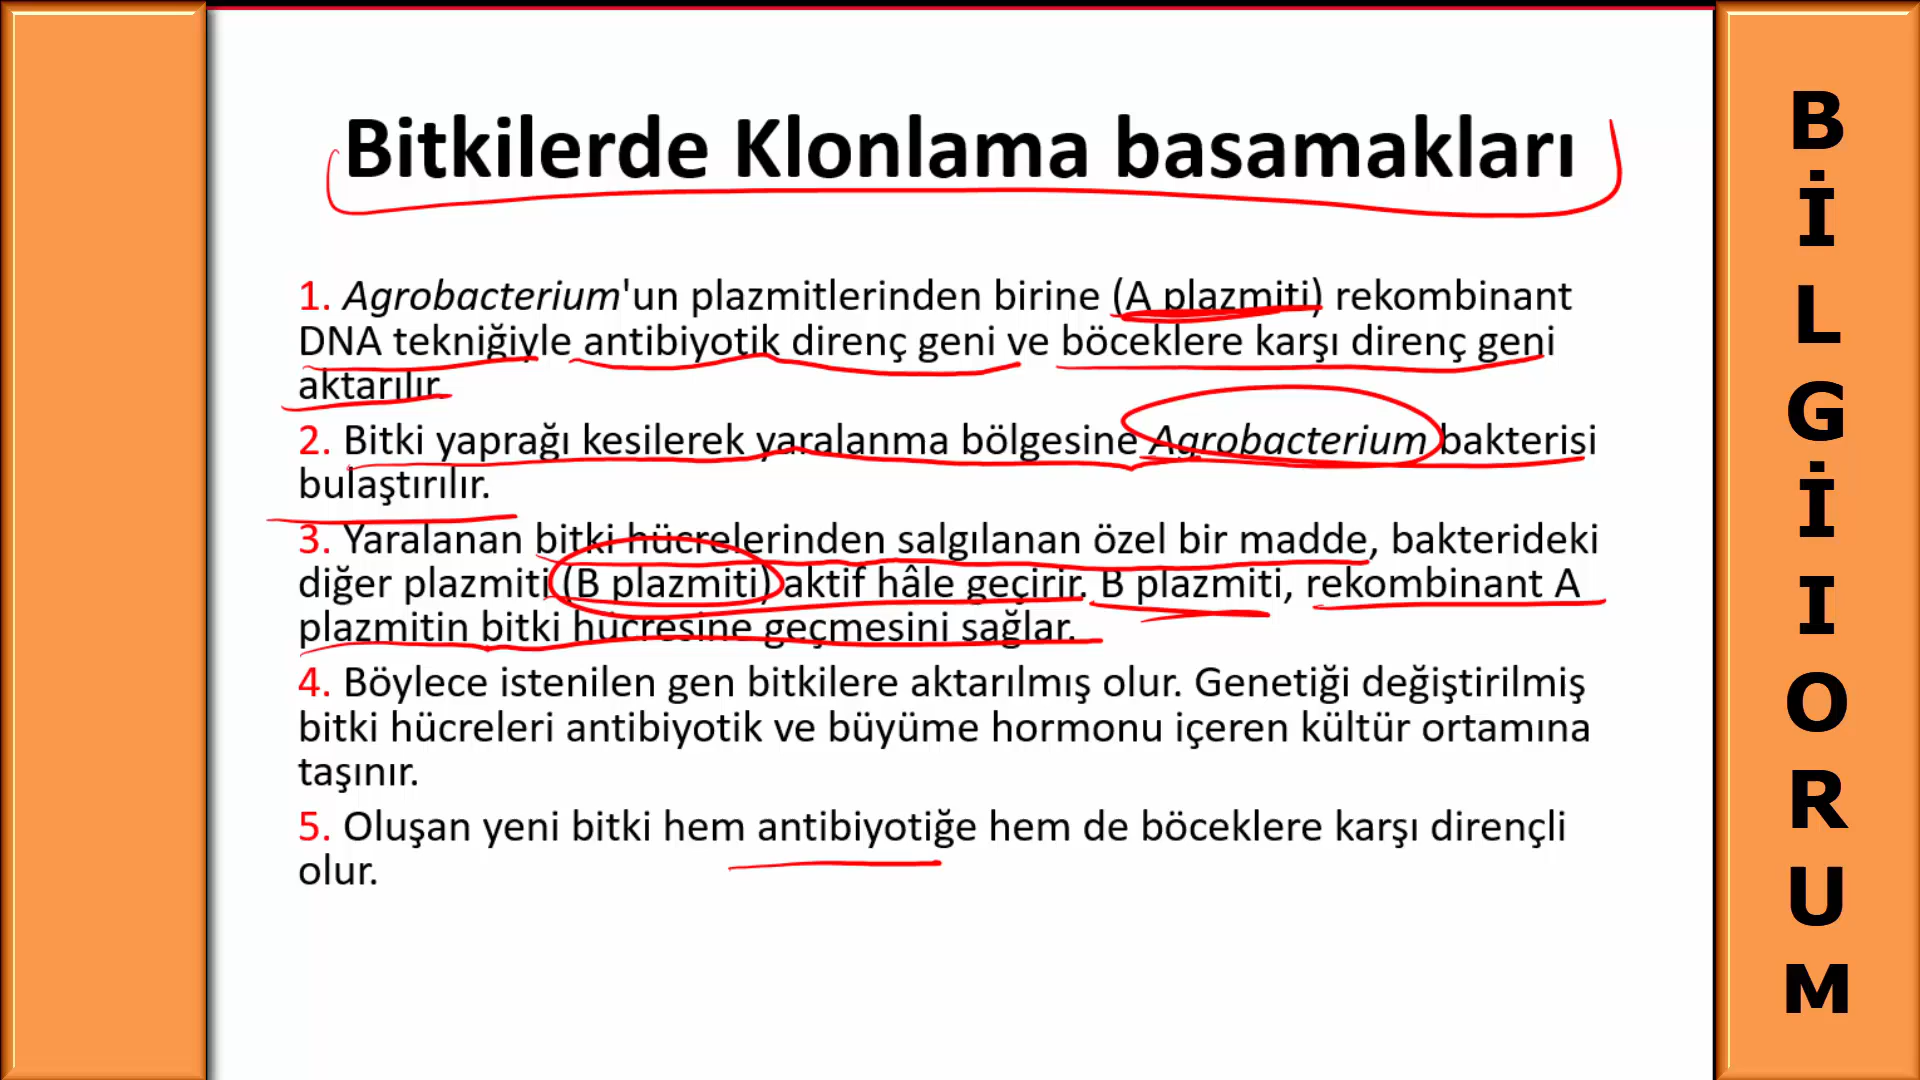 Bitkilerde Klonlama basamakları
1. Agrobacterium'un plazmitlerinden birine (A plazmiti) rekombinant
DNA tekniğiyle antibiyotik direnç geni ve böceklere karşı direnç geni
aktarılır.
2. Bitki yaprağı kesilerek yaralanma bölgesine Agrobacterium bakterisi
bulaştırılır.
3. Yaralanan bitki hücrelerinden salgılanan özel bir madde, bakterideki
diğer plazmiti (B plazmiti) aktif hâle geçirir. B plazmiti, rekombinant A
plazmitin bitki hücresine geçmesini sağlar.
4. Böylece istenilen gen bitkilere aktarılmış olur. Genetiği değiştirilmiş
bitki hücreleri antibiyotik ve büyüme hormonu içeren kültür ortamına
taşınır.
5. Oluşan yeni bitki hem antibiyotiğe hem de böceklere karşı dirençli
olur.
BİLGİIORUM